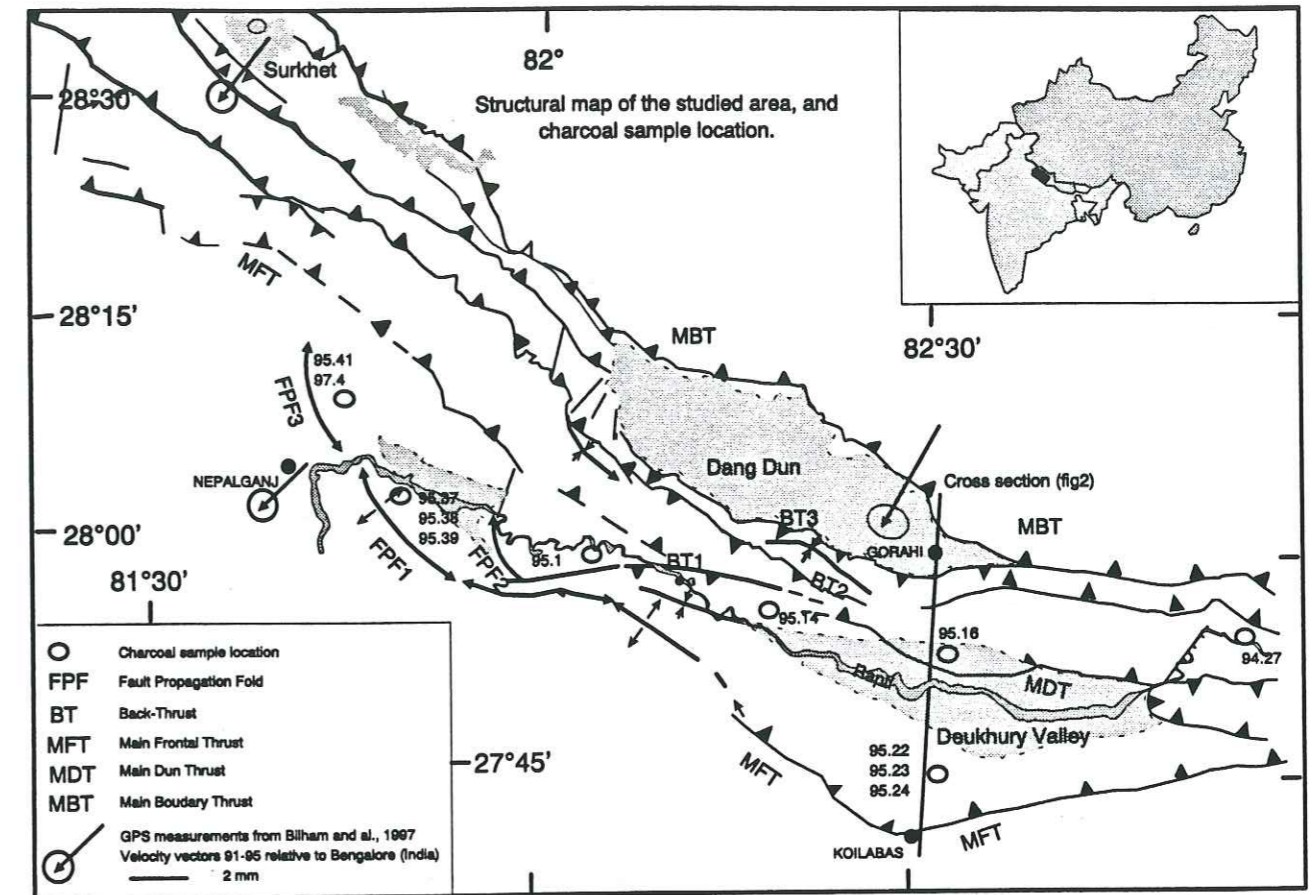 82°
Surkhet
28°30
Structural map of the studied area, and
charcoal sample location.
MFT
28°15'
MBT
82°30'
95.41
97.4
FPF3
NEPALGANJ
Dang Dun
Cross section (fig2)
95.37
95.38
95.39
BT3
MBT
28°00'
GORAHI
FPF1
FPF2
95.1
BT1
BT2
81°30'
95.14
95.16
94.27
Rapti
MDT
Deukhury Valley
Charcoal sample location
FPF Fault Propagation Fold
BT Back-Thrust
MFT Main Frontal Thrust
MDT Main Dun Thrust
MBT Main Boudary Thrust
GPS measurements from Bilham and al., 1997
Velocity vectors 91-95 relative to Bengalore (India)
2 mm
27°45'
MFT
95.22
95.23
95.24
KOILABAS
MFT